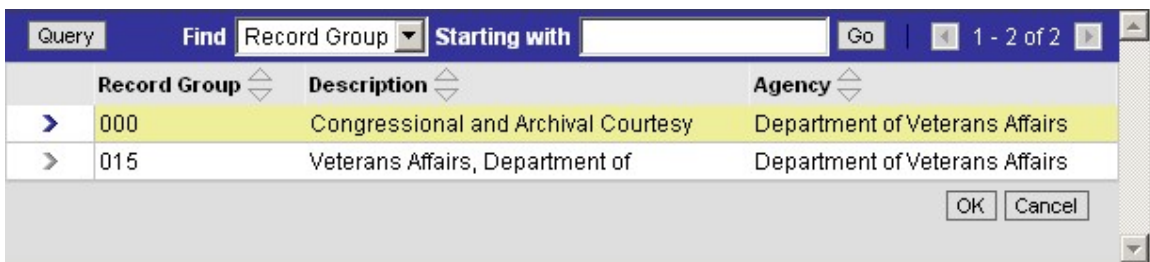 Query Find Record Group Starting with Go 1 - 2 of 2
Record Group Description Agency
000 Congressional and Archival Courtesy Department of Veterans Affairs
015 Veterans Affairs, Department of Department of Veterans Affairs
OK Cancel